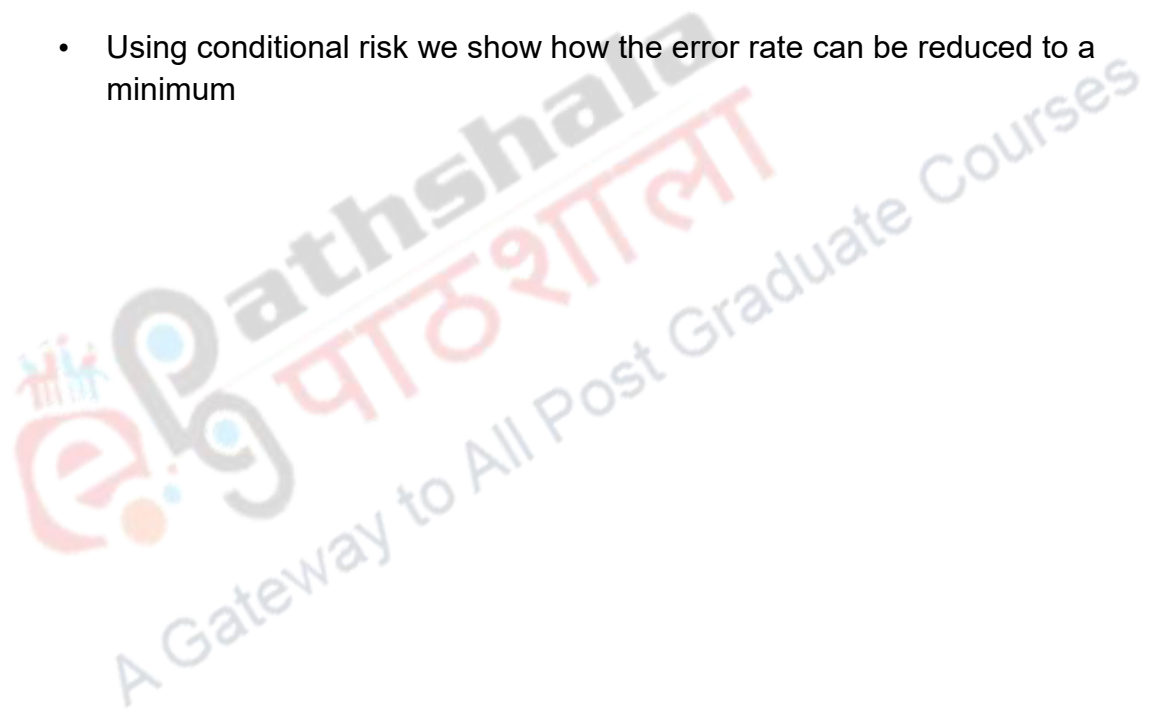 • Using conditional risk we show how the error rate can be reduced to a
minimum
Pathshala
पाठशाला
A Gateway to All Post Graduate Courses